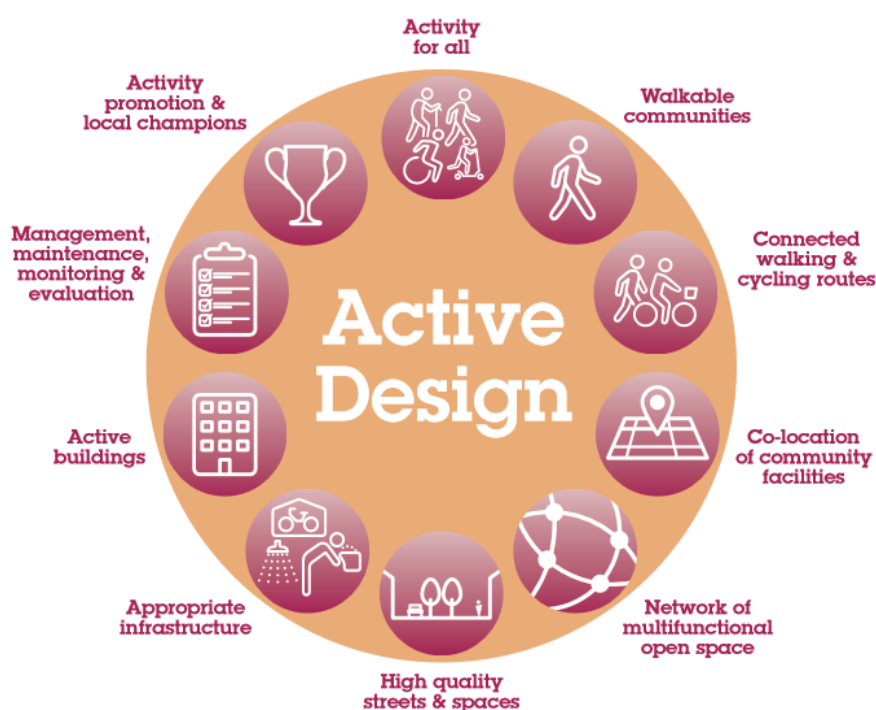 Activity
for all
Walkable
communities
Connected
walking &
cycling routes
Co-location
of community
facilities
Network of
multifunctional
open space
High quality
streets & spaces
Appropriate
infrastructure
Active
buildings
Management,
maintenance,
monitoring &
evaluation
Activity
promotion &
local champions
Active
Design